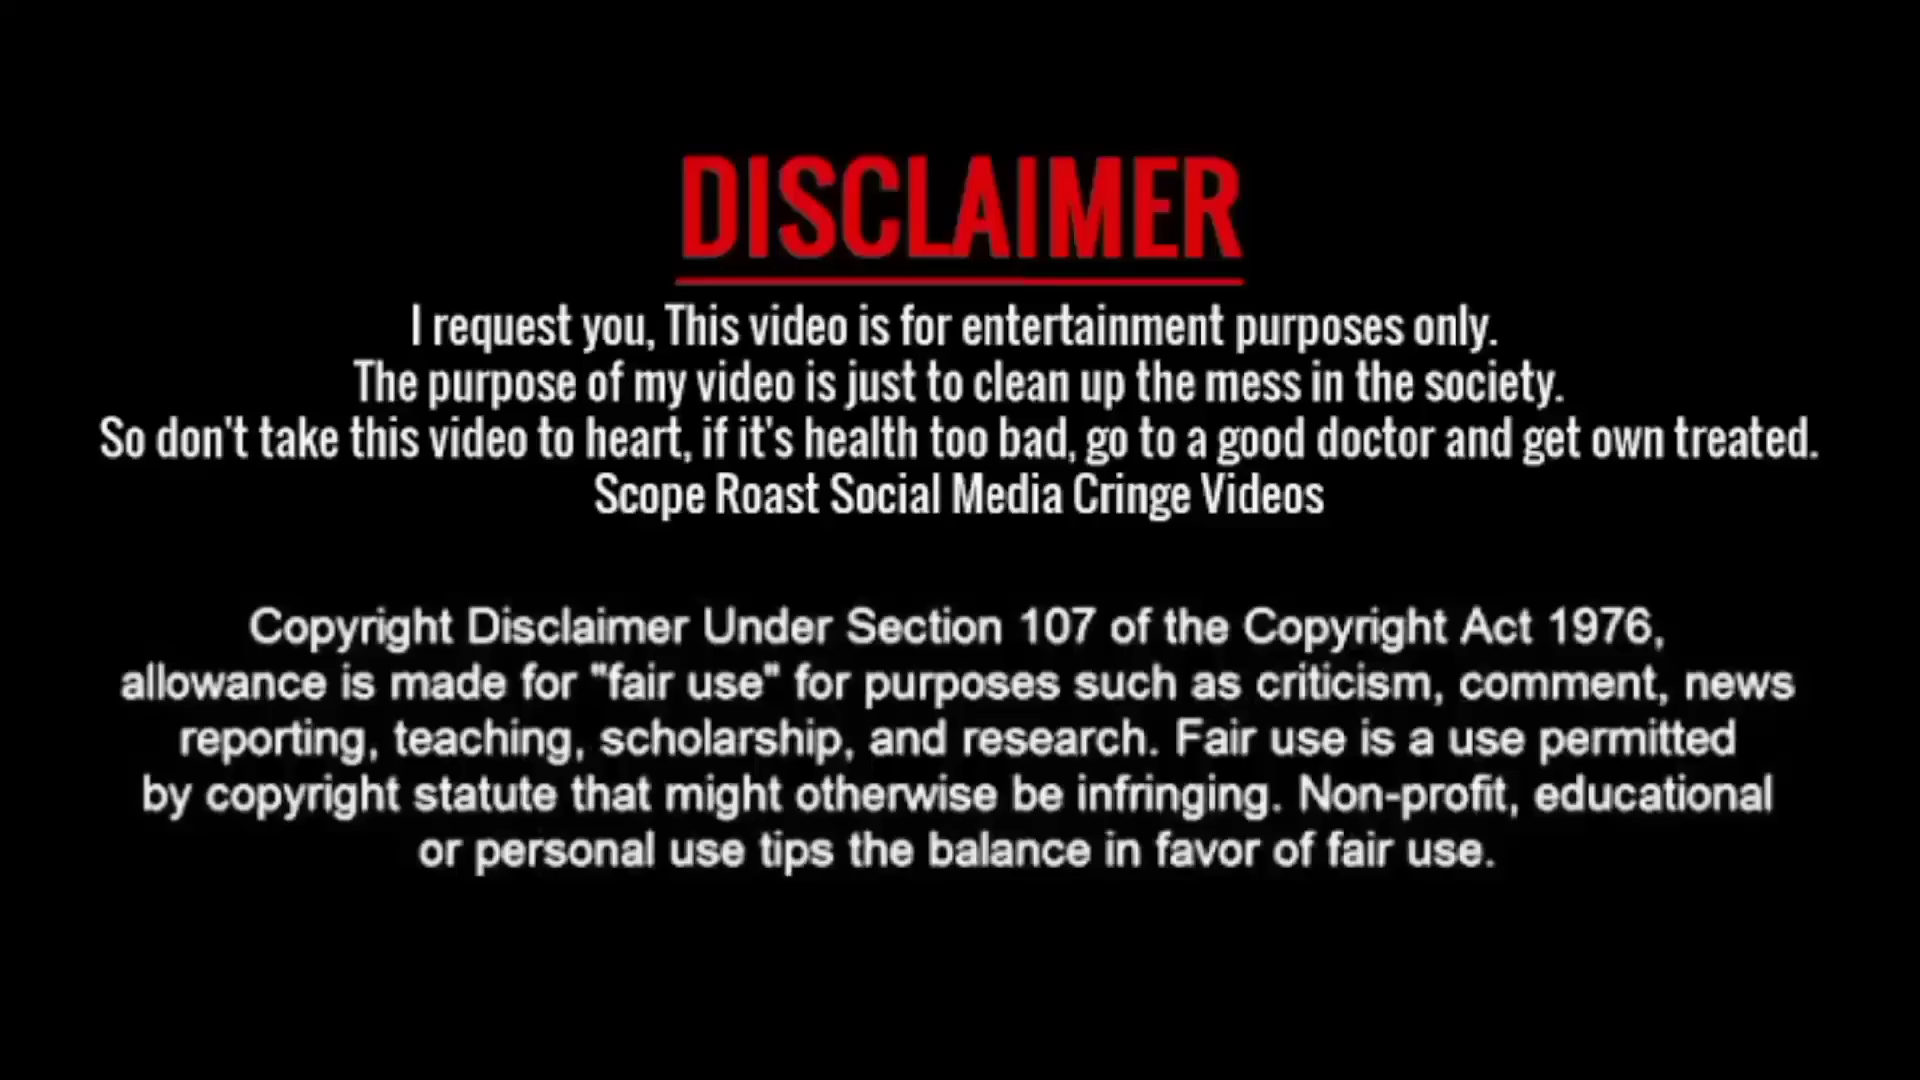 DISCLAIMER
I request you, This video is for entertainment purposes only.
The purpose of my video is just to clean up the mess in the society.
So don't take this video to heart, if it's health too bad, go to a good doctor and get own treated.
Scope Roast Social Media Cringe Videos
Copyright Disclaimer Under Section 107 of the Copyright Act 1976,
allowance is made for "fair use" for purposes such as criticism, comment, news
reporting, teaching, scholarship, and research. Fair use is a use permitted
by copyright statute that might otherwise be infringing. Non-profit, educational
or personal use tips the balance in favor of fair use.